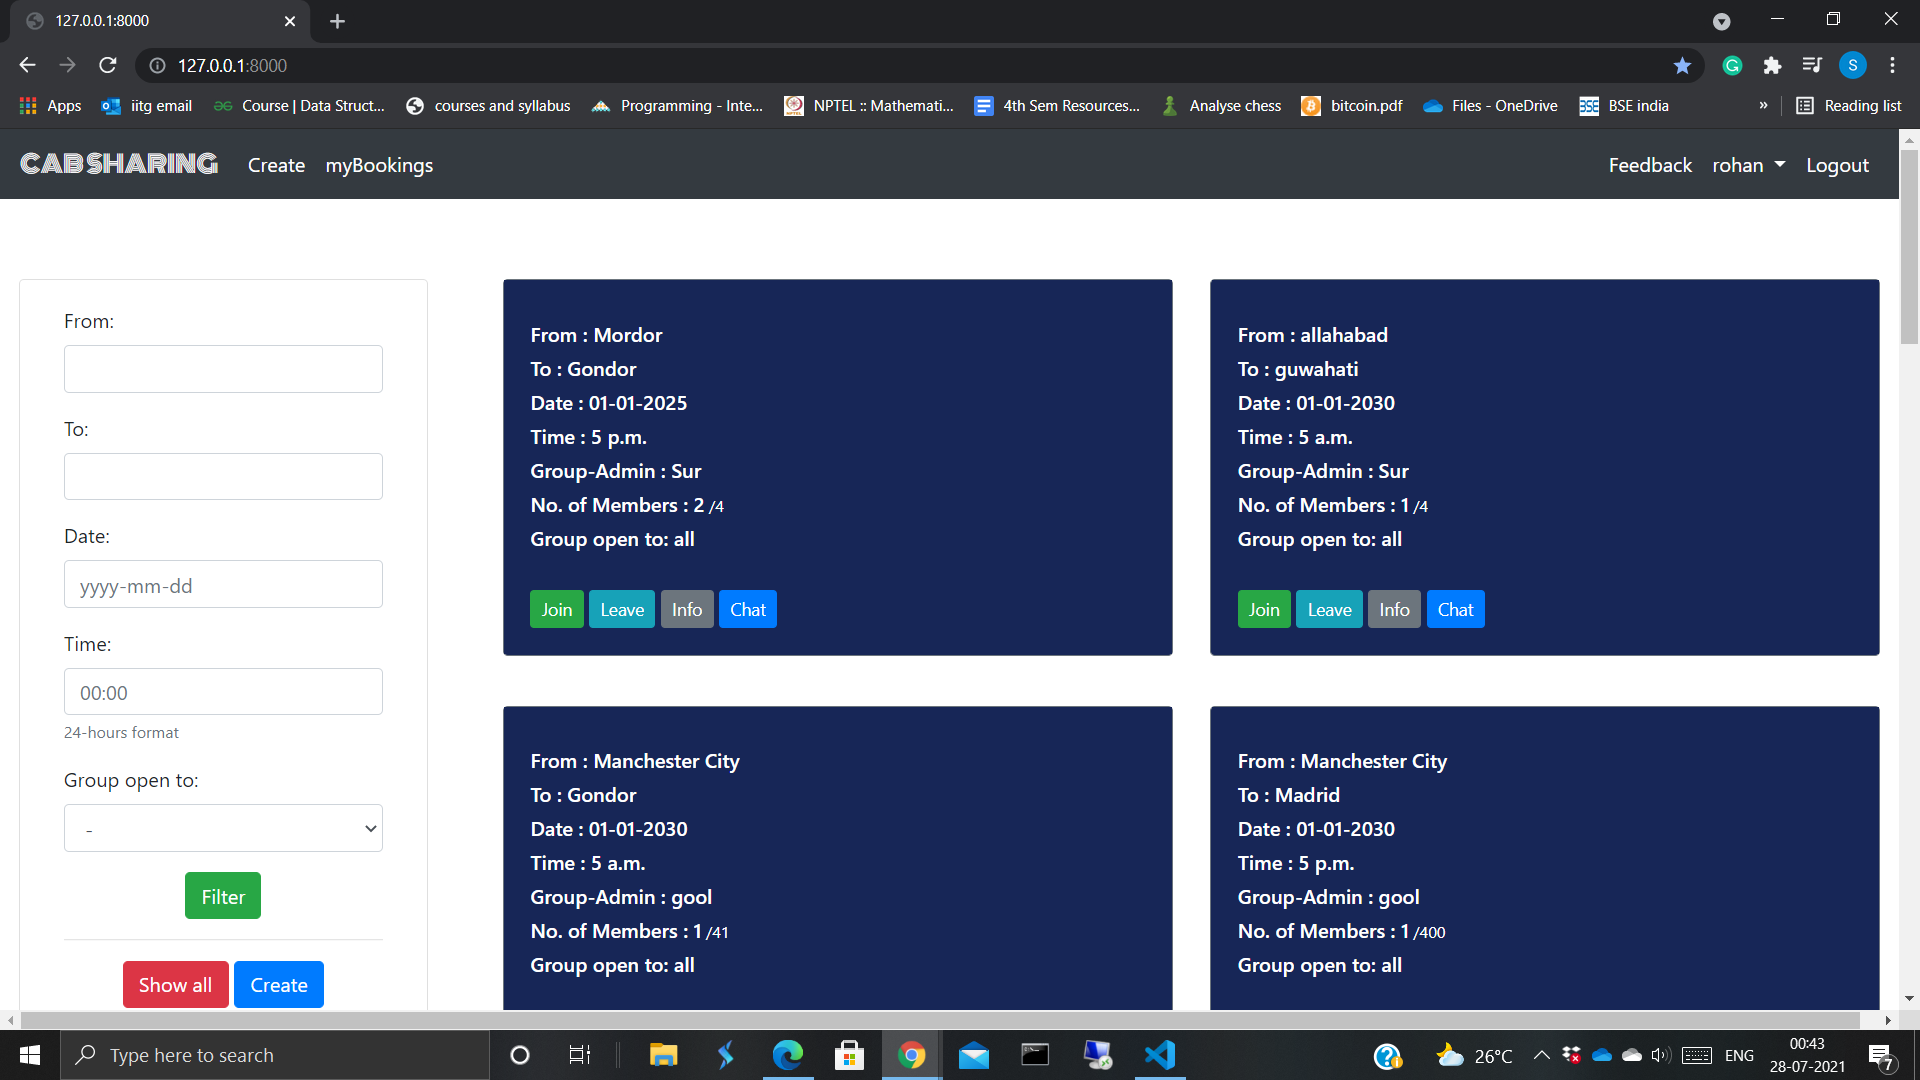 127.0.0.1:8000
127.0.0.1:8000
S
Apps
iitg email
Course | Data Struct...
courses and syllabus
Programming - Inte...
NPTEL :: Mathemati...
4th Sem Resources...
Analyse chess
bitcoin.pdf
Files - OneDrive
BSE india
»
Reading list
CABSHARING
Create
myBookings
Feedback
rohan
Logout
From:
To:
Date:
yyyy-mm-dd
Time:
00:00
24-hours format
Group open to:
-
Filter
Show all
Create
From : Mordor
To : Gondor
Date : 01-01-2025
Time : 5 p.m.
Group-Admin : Sur
No. of Members : 2 /4
Group open to: all
Join Leave Info Chat
From : allahabad
To : guwahati
Date : 01-01-2030
Time : 5 a.m.
Group-Admin : Sur
No. of Members : 1 /4
Group open to: all
Join Leave Info Chat
From : Manchester City
To : Gondor
Date : 01-01-2030
Time : 5 a.m.
Group-Admin : gool
No. of Members : 1 /41
Group open to: all
From : Manchester City
To : Madrid
Date : 01-01-2030
Time : 5 p.m.
Group-Admin : gool
No. of Members : 1 /400
Group open to: all
Type here to search
26°C
ENG
00:43
28-07-2021
7